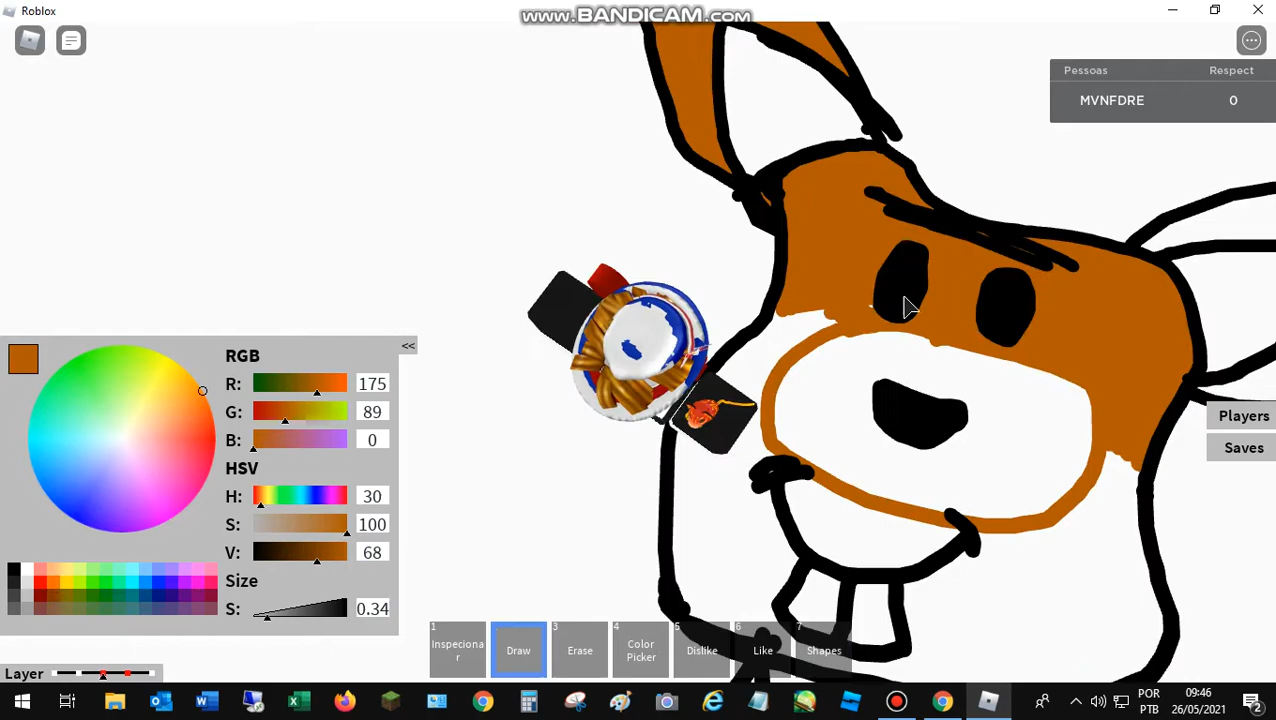 Roblox
www.BANDICAM.com
Pessoas Respect
MVNFDRE 0
<<
RGB
R: 175
G: 89
B: 0
HSV
H: 30
S: 100
V: 68
Size
S: 0.34
Layer
Players
Saves
1 Inspecionar
2 Draw
3 Erase
4 Color Picker
5 Dislike
6 Like
7 Shapes
POR
PTB
09:46
26/05/2021
2